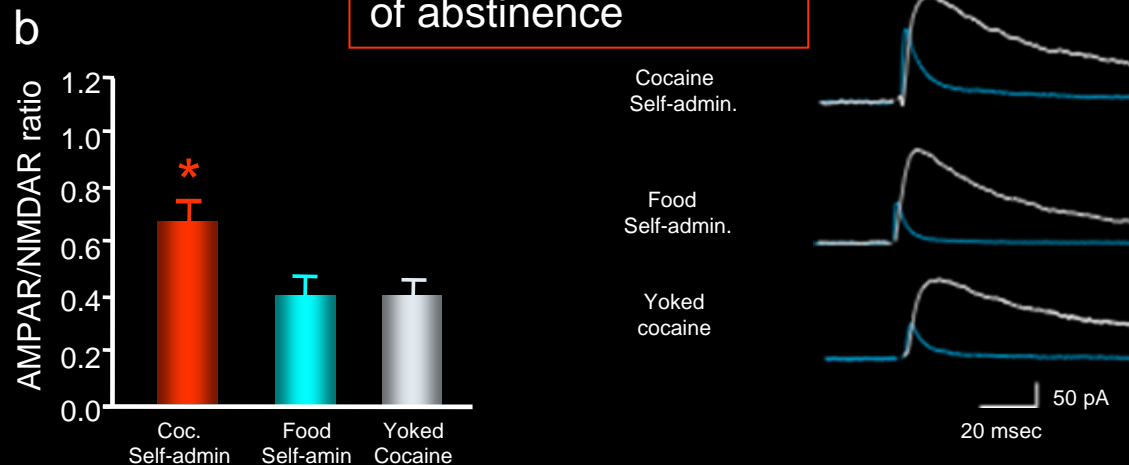 b
of abstinence
AMPAR/NMDAR ratio
1.2
1.0
0.8
0.6
0.4
0.2
0.0
*
Coc.
Self-admin
Food
Self-amin
Yoked
Cocaine
Cocaine
Self-admin.
Food
Self-admin.
Yoked
cocaine
50 pA
20 msec